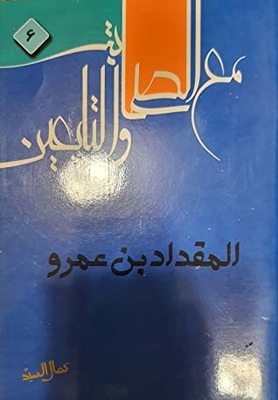 ٦
مع الصحابة
والتابعين
المقداد بن عمرو
كمال السيد